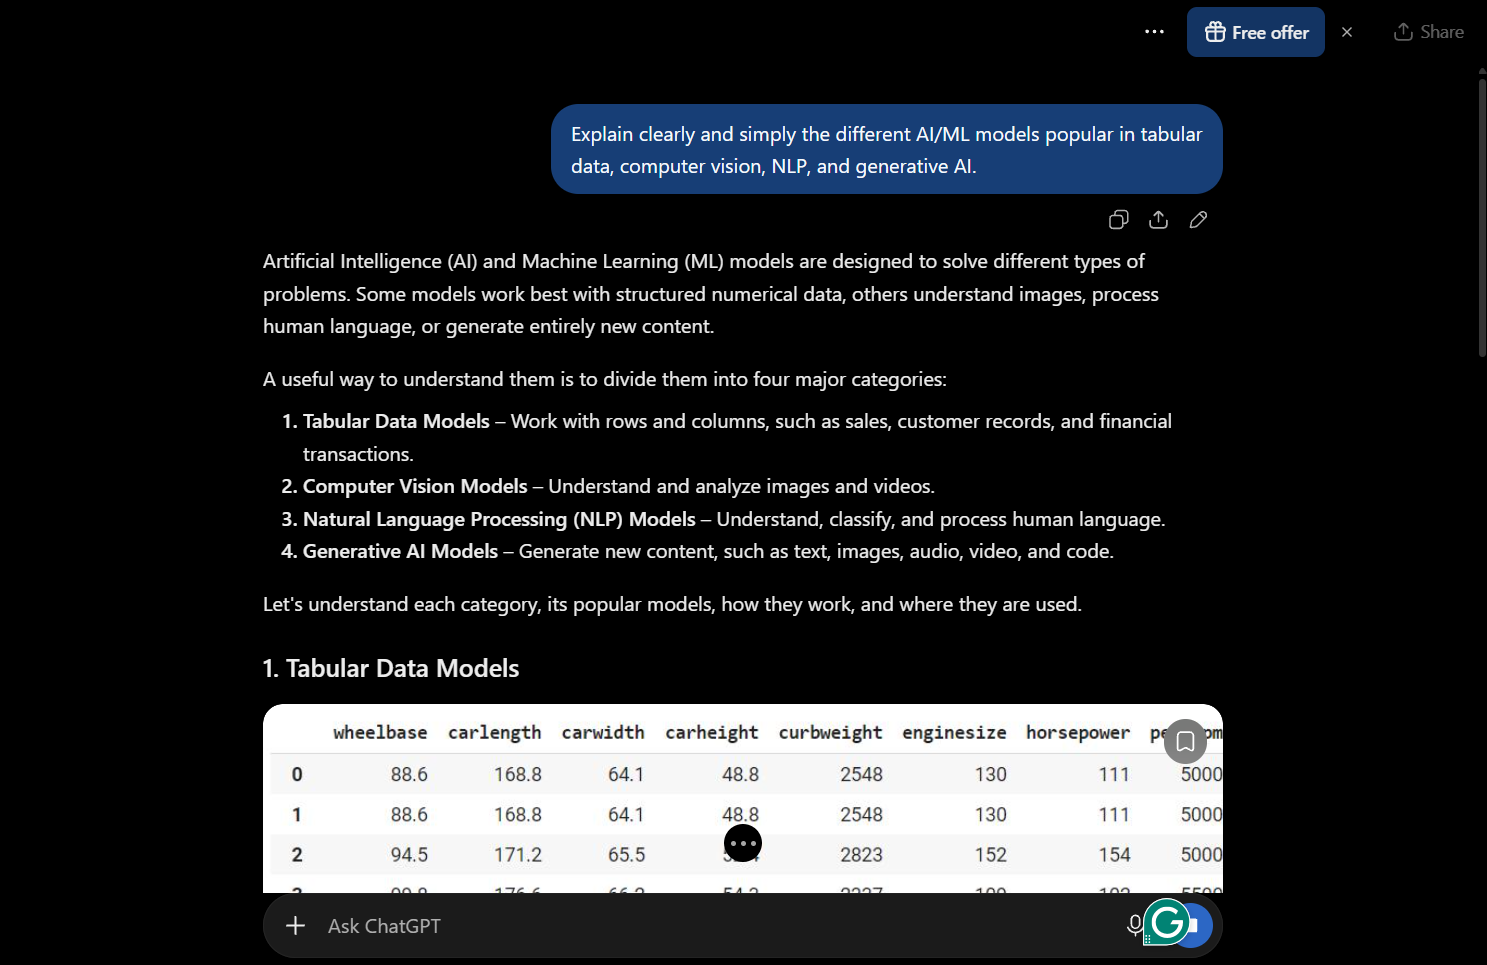 Free offer
Share
Explain clearly and simply the different AI/ML models popular in tabular
data, computer vision, NLP, and generative AI.
Artificial Intelligence (AI) and Machine Learning (ML) models are designed to solve different types of
problems. Some models work best with structured numerical data, others understand images, process
human language, or generate entirely new content.
A useful way to understand them is to divide them into four major categories:
1. Tabular Data Models – Work with rows and columns, such as sales, customer records, and financial
transactions.
2. Computer Vision Models – Understand and analyze images and videos.
3. Natural Language Processing (NLP) Models – Understand, classify, and process human language.
4. Generative AI Models – Generate new content, such as text, images, audio, video, and code.
Let's understand each category, its popular models, how they work, and where they are used.
1. Tabular Data Models
wheelbase carlength carwidth carheight curbweight enginesize horsepower
0 88.6 168.8 64.1 48.8 2548 130 111 5000
1 88.6 168.8 64.1 48.8 2548 130 111 5000
2 94.5 171.2 65.5 2823 152 154 5000
Ask ChatGPT
G